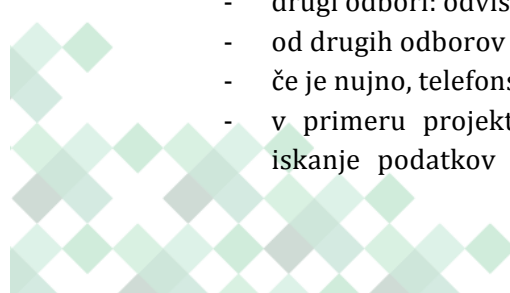 - drugi odbori: odvis
- od drugih odborov
- če je nujno, telefons
- v primeru projekt
iskanje podatkov